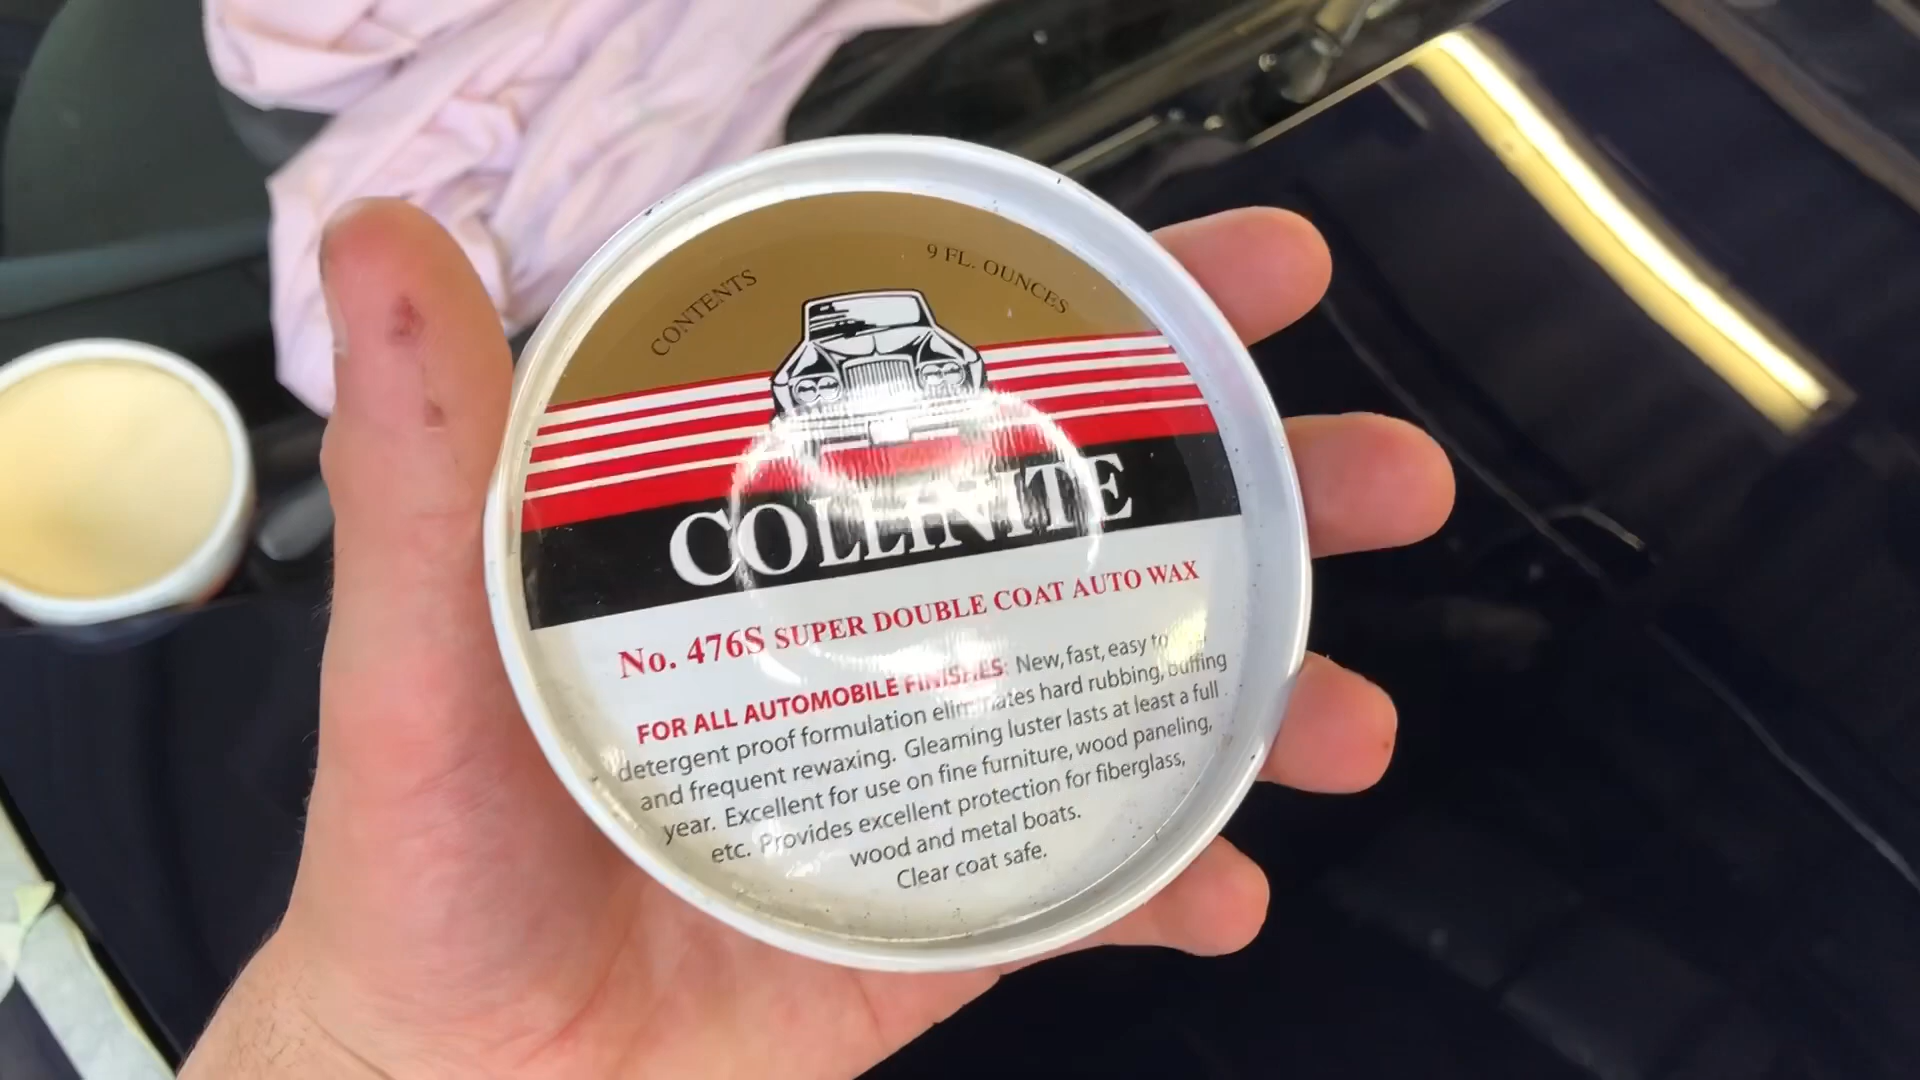 CONTENTS 9 FL. OUNCES
COLLINITE
No. 476S SUPER DOUBLE COAT AUTO WAX
FOR ALL AUTOMOBILE FINISHES: New, fast, easy to
detergent proof formulation eliminates hard rubbing, buffing
and frequent rewaxing. Gleaming luster lasts at least a full
year. Excellent for use on fine furniture, wood paneling,
etc. Provides excellent protection for fiberglass,
wood and metal boats.
Clear coat safe.